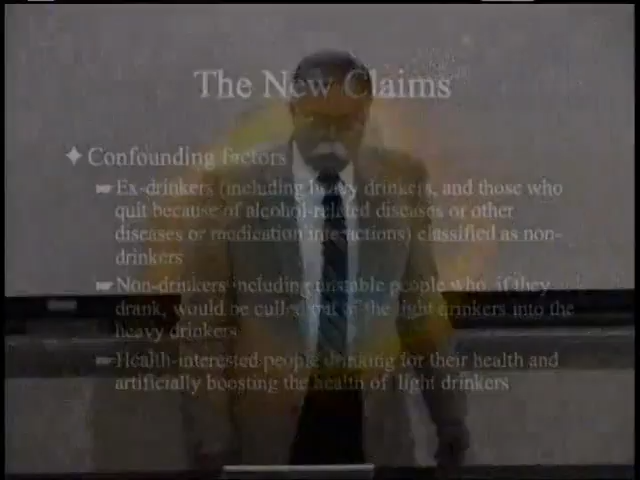 The New Claims
Confounding factors
Ex-drinkers (including heavy drinkers, and those who
quit because of alcohol-related diseases or other
diseases or medication interactions) classified as non-
drinkers
Non-drinkers including unstable people who, if they
drank, would be culled out of the light drinkers into the
heavy drinkers
Health-interested people drinking for their health and
artificially boosting the health of light drinkers